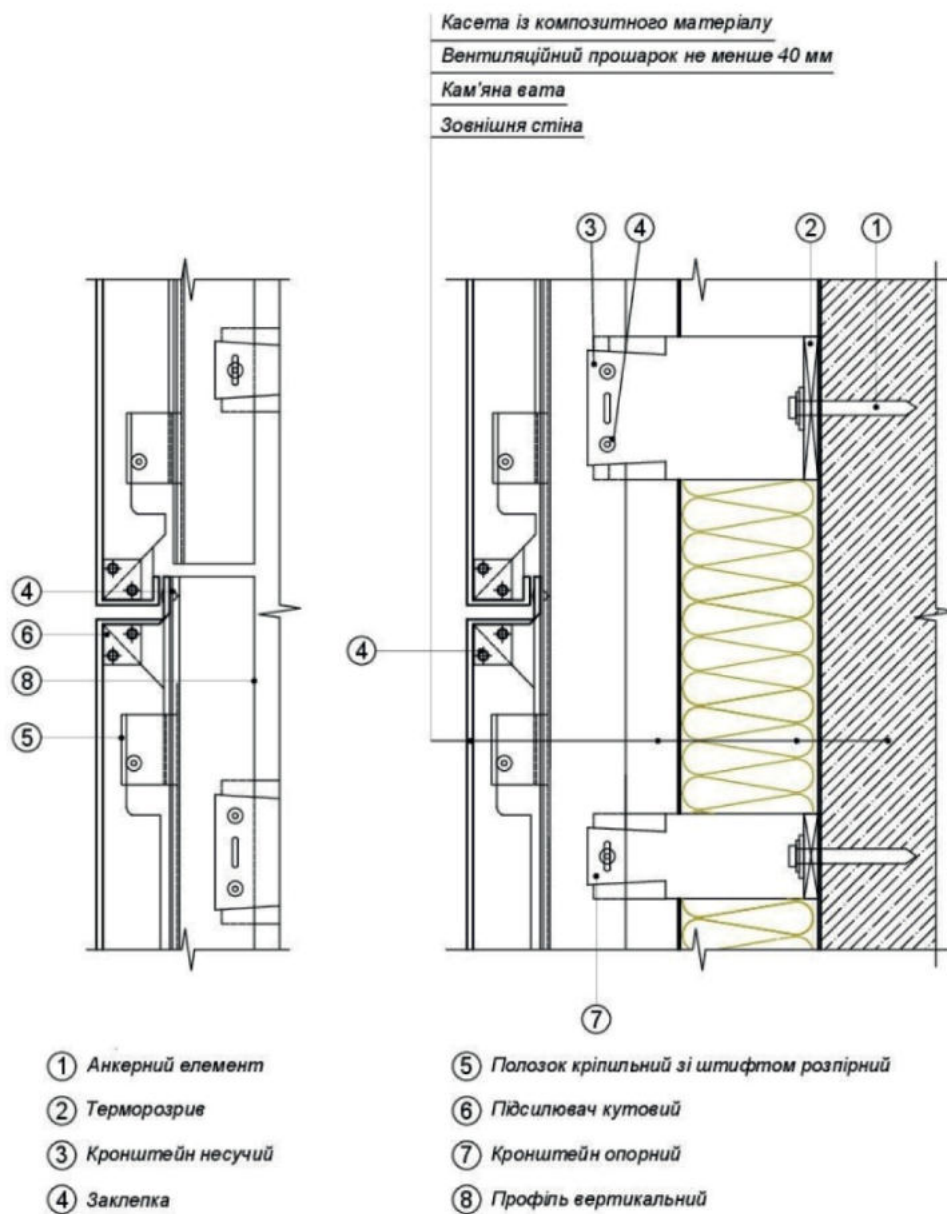 Касета із композитного матеріалу
Вентиляційний прошарок не менше 40 мм
Кам'яна вата
Зовнішня стіна
3 4 2 1
4
6
4
8
5
7
1 Анкерний елемент
2 Терморозрив
3 Кронштейн несучий
4 Заклепка
5 Полозок кріпильний зі штифтом розпірний
6 Підсилювач кутовий
7 Кронштейн опорний
8 Профіль вертикальний